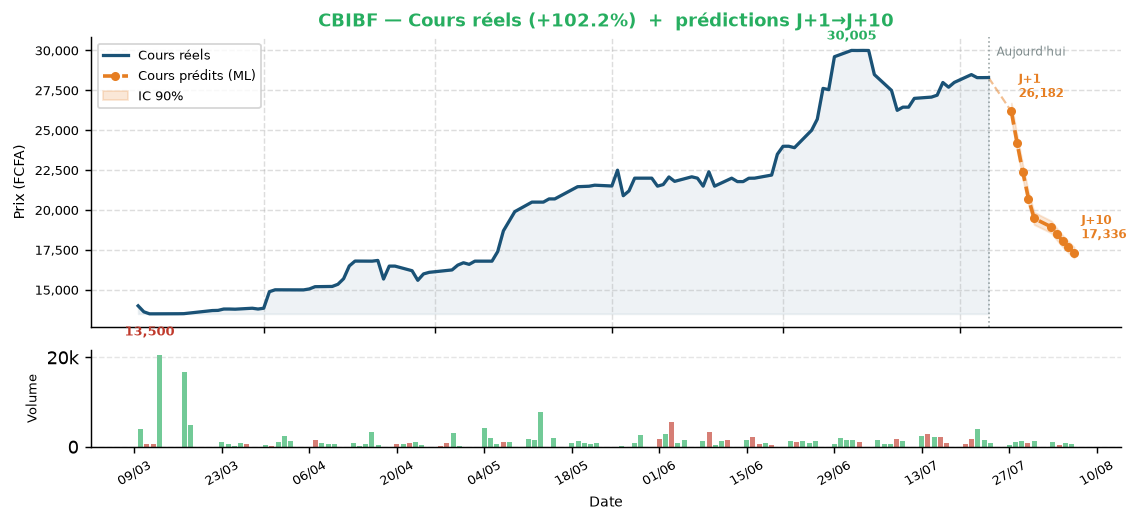 CBIBF — Cours réels (+102.2%)  +  prédictions J+1→J+10
30,005
Aujourd'hui
Cours réels
Cours prédits (ML)
IC 90%
J+1
26,182
J+10
17,336
13,500
Prix (FCFA)
30,000
27,500
25,000
22,500
20,000
17,500
15,000
Volume
20k
0
09/03
23/03
06/04
20/04
04/05
18/05
01/06
15/06
29/06
13/07
27/07
10/08
Date